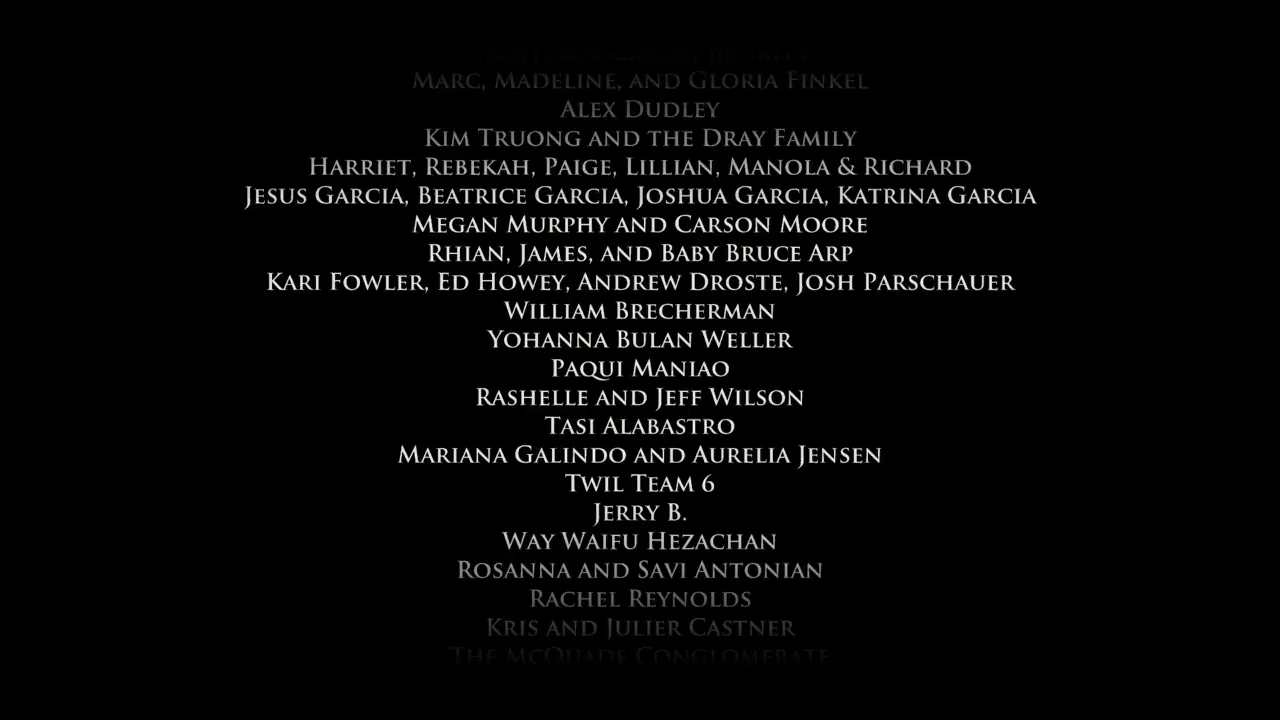 Marc, Madeline, and Gloria Finkel
Alex Dudley
Kim Truong and the Dray Family
Harriet, Rebekah, Paige, Lillian, Manola & Richard
Jesus Garcia, Beatrice Garcia, Joshua Garcia, Katrina Garcia
Megan Murphy and Carson Moore
Rhian, James, and Baby Bruce Arp
Kari Fowler, Ed Howey, Andrew Droste, Josh Parschauer
William Brecherman
Yohanna Bulan Weller
Paqui Maniao
Rashelle and Jeff Wilson
Tasi Alabastro
Mariana Galindo and Aurelia Jensen
Twil Team 6
Jerry B.
Way Waifu Hezachan
Rosanna and Savi Antonian
Rachel Reynolds
Kris and Julier Castner
The McQuade Conglomerate